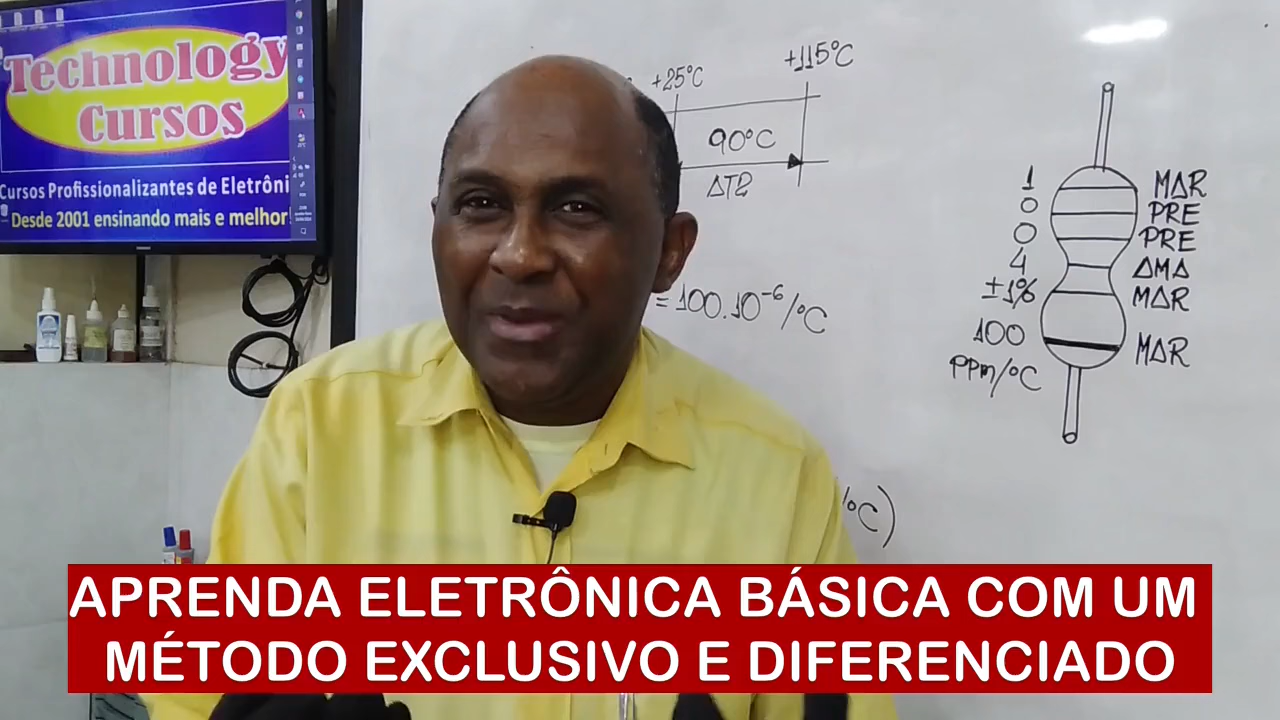 Technology
Cursos
Cursos Profissionalizantes de Eletrôni
Desde 2001 ensinando mais e melhor!
+25°C
+115°C
90°C
ΔT2
= 100.10⁻⁶/°C
/°C)
1 MAR
0 PRE
0 PRE
4 AMA
±1% MAR
100 MAR
PPm/°C
APRENDA ELETRÔNICA BÁSICA COM UM
MÉTODO EXCLUSIVO E DIFERENCIADO